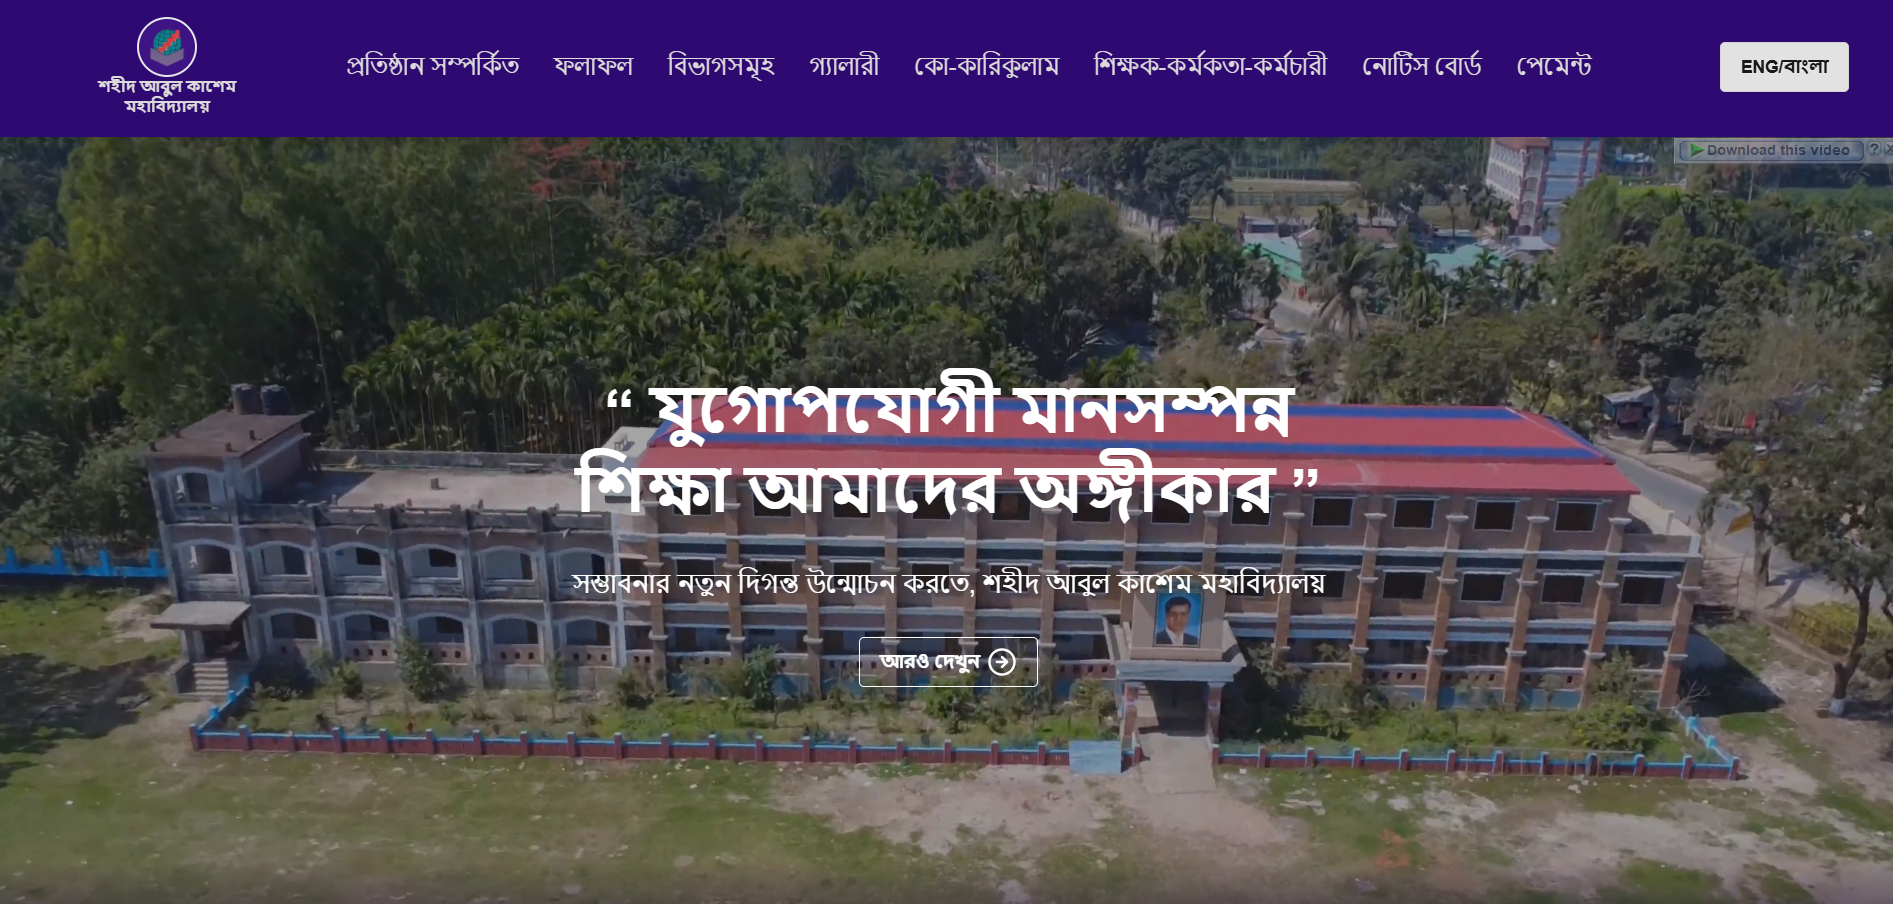 শহীদ আবুল কাশেম
মহাবিদ্যালয়
প্রতিষ্ঠান সম্পর্কিত
ফলাফল
বিভাগসমূহ
গ্যালারী
কো-কারিকুলাম
শিক্ষক-কর্মকতা-কর্মচারী
নোটিস বোর্ড
পেমেন্ট
ENG/বাংলা
Download this video ? x
“ যুগোপযোগী মানসম্পন্ন
শিক্ষা আমাদের অঙ্গীকার ”
সম্ভাবনার নতুন দিগন্ত উন্মোচন করতে, শহীদ আবুল কাশেম মহাবিদ্যালয়
আরও দেখুন